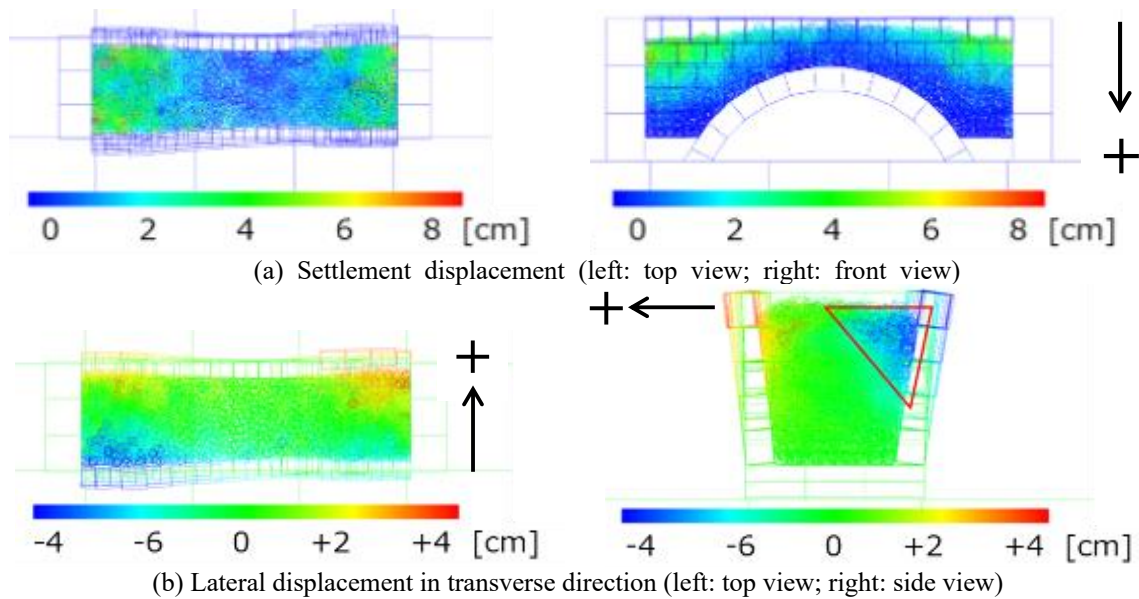 +
0 2 4 6 8 [cm]
0 2 4 6 8 [cm]
(a) Settlement displacement (left: top view; right: front view)
+
+
-4 -6 0 +2 +4 [cm]
-4 -6 0 +2 +4 [cm]
(b) Lateral displacement in transverse direction (left: top view; right: side view)